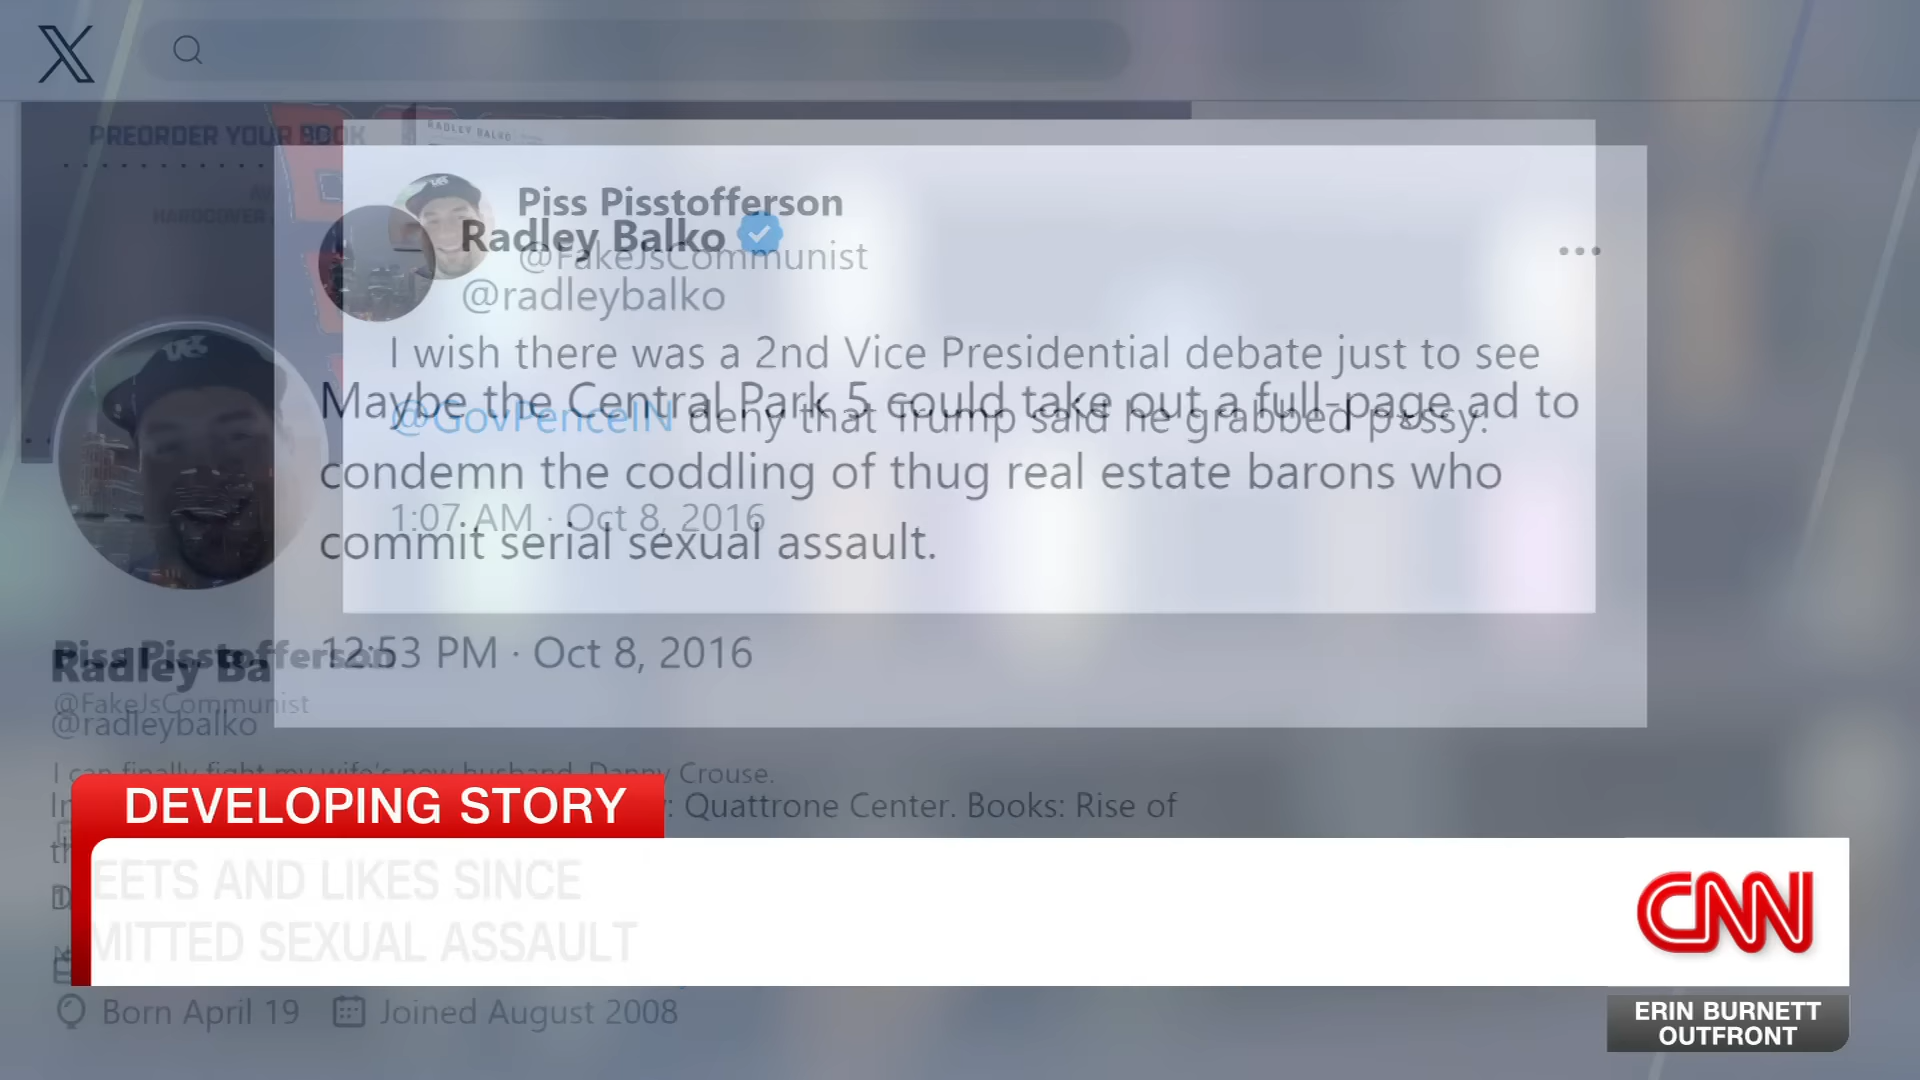 PREORDER YOUR BOOK
RADLEY BALKO
HARDCOVER
Piss Pisstofferson
@FakeJsCommunist
Radley Balko
@radleybalko
I wish there was a 2nd Vice Presidential debate just to see
@GovPenceIN deny that Trump said he grabbed p*ssy.
1:07 AM · Oct 8, 2016
Maybe the Central Park 5 could take out a full-page ad to
condemn the coddling of thug real estate barons who
commit serial sexual assault.
12:53 PM · Oct 8, 2016
Piss Pisstofferson
@FakeJsCommunist
Radley Ba
@radleybalko
I can finally fight my wife's new husband, Danny Crouse.
: Quattrone Center. Books: Rise of
DEVELOPING STORY
EETS AND LIKES SINCE
MITTED SEXUAL ASSAULT
Born April 19 Joined August 2008
CNN
ERIN BURNETT
OUTFRONT